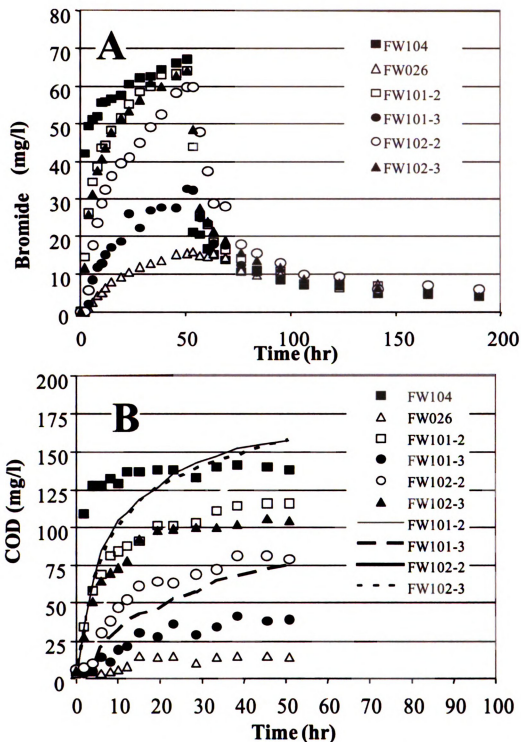 A
80
70
60
50
40
30
20
10
0
Bromide (mg/l)
0 50 100 150 200
Time (hr)
FW104
FW026
FW101-2
FW101-3
FW102-2
FW102-3
B
200
175
150
125
100
75
50
25
0
COD (mg/l)
0 10 20 30 40 50 60 70 80 90 100
Time (hr)
FW104
FW026
FW101-2
FW101-3
FW102-2
FW102-3
FW101-2
FW101-3
FW102-2
FW102-3